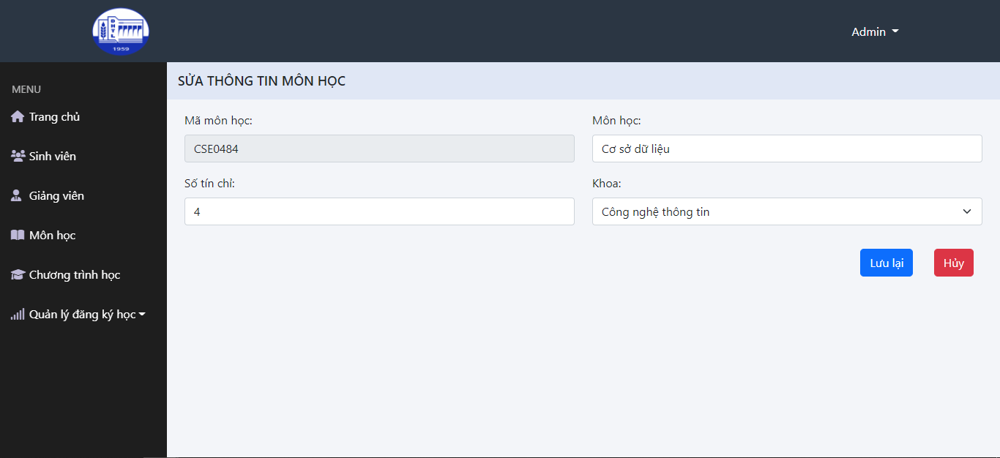 ĐHTL
1959
Admin
MENU
Trang chủ
Sinh viên
Giảng viên
Môn học
Chương trình học
Quản lý đăng ký học
SỬA THÔNG TIN MÔN HỌC
Mã môn học:
CSE0484
Môn học:
Cơ sở dữ liệu
Số tín chỉ:
4
Khoa:
Công nghệ thông tin
Lưu lại
Hủy